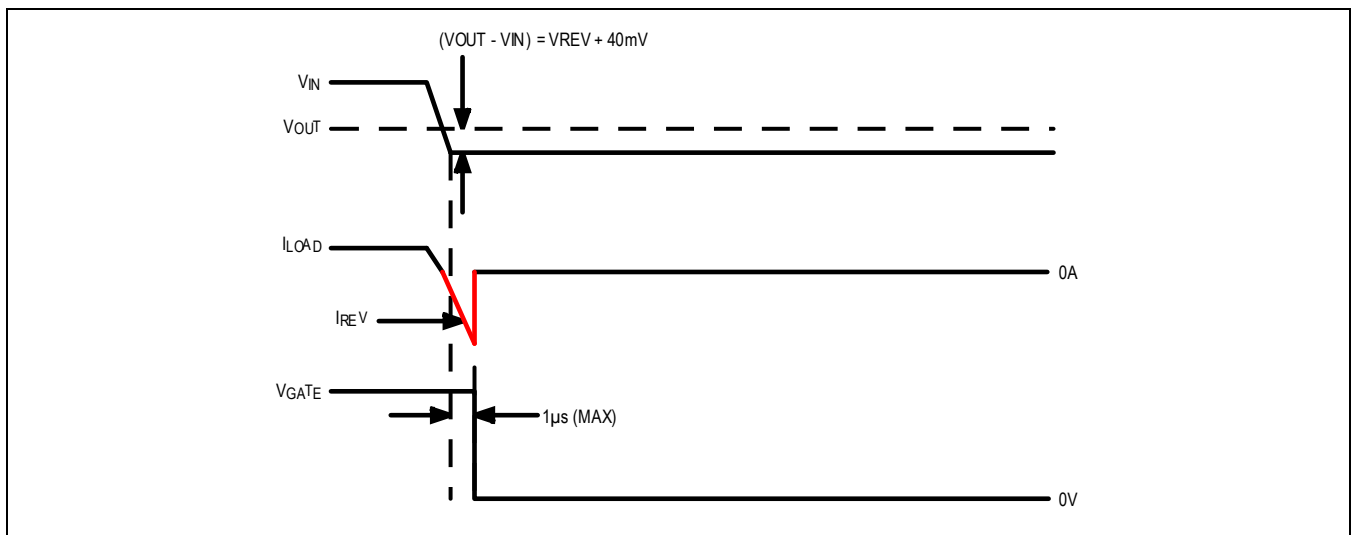 (VOUT - VIN) = VREV + 40mV
VIN
VOUT
ILOAD
0A
IREV
VGATE
1µs (MAX)
0V